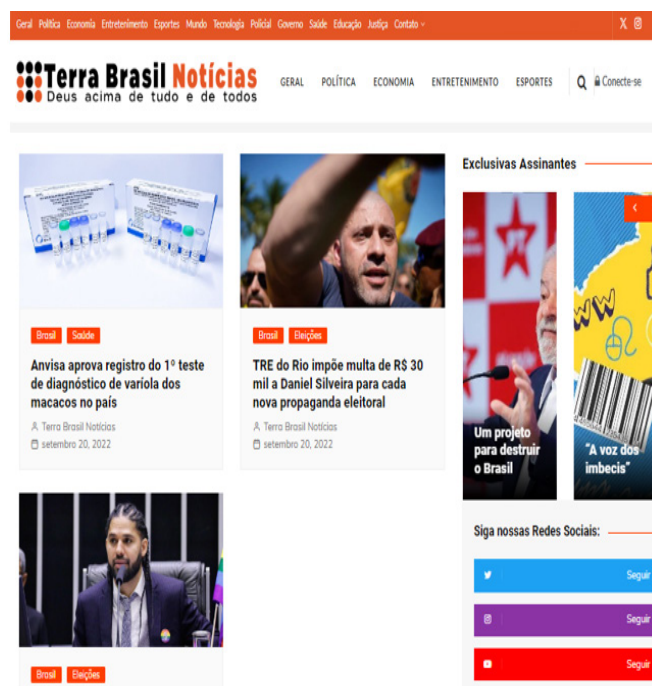 Geral Política Economia Entretenimento Esportes Mundo Tecnologia Policial Governo Saúde Educação Justiça Contato
Terra Brasil Notícias
Deus acima de tudo e de todos
GERAL POLÍTICA ECONOMIA ENTRETENIMENTO ESPORTES Conecte-se
Exclusivas Assinantes
Brasil Saúde
Anvisa aprova registro do 1º teste
de diagnóstico de varíola dos
macacos no país
Terra Brasil Notícias
setembro 20, 2022
Brasil Eleições
TRE do Rio impõe multa de R$ 30
mil a Daniel Silveira para cada
nova propaganda eleitoral
Terra Brasil Notícias
setembro 20, 2022
PT
Um projeto
para destruir
o Brasil
WW
"A voz dos
imbecis"
Siga nossas Redes Sociais:
Seguir
Seguir
Seguir
Brasil Eleições